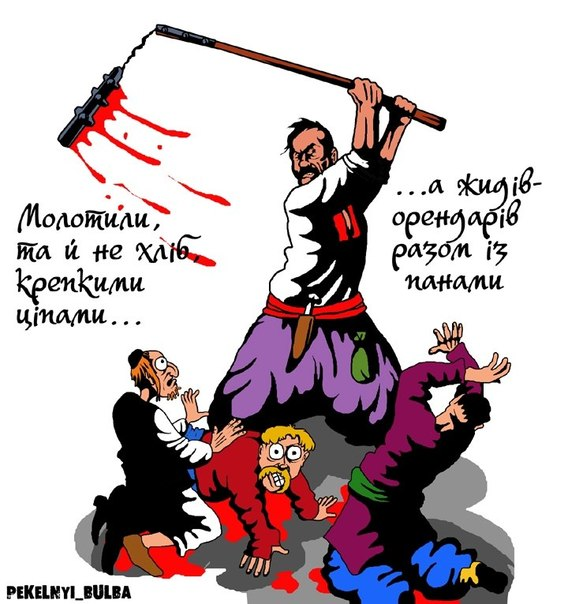 Молотили,
та й не хліб,
крепкими
ціпами...
...а жидів-
орендарів
разом із
панами
PEKELNYI_BULBA